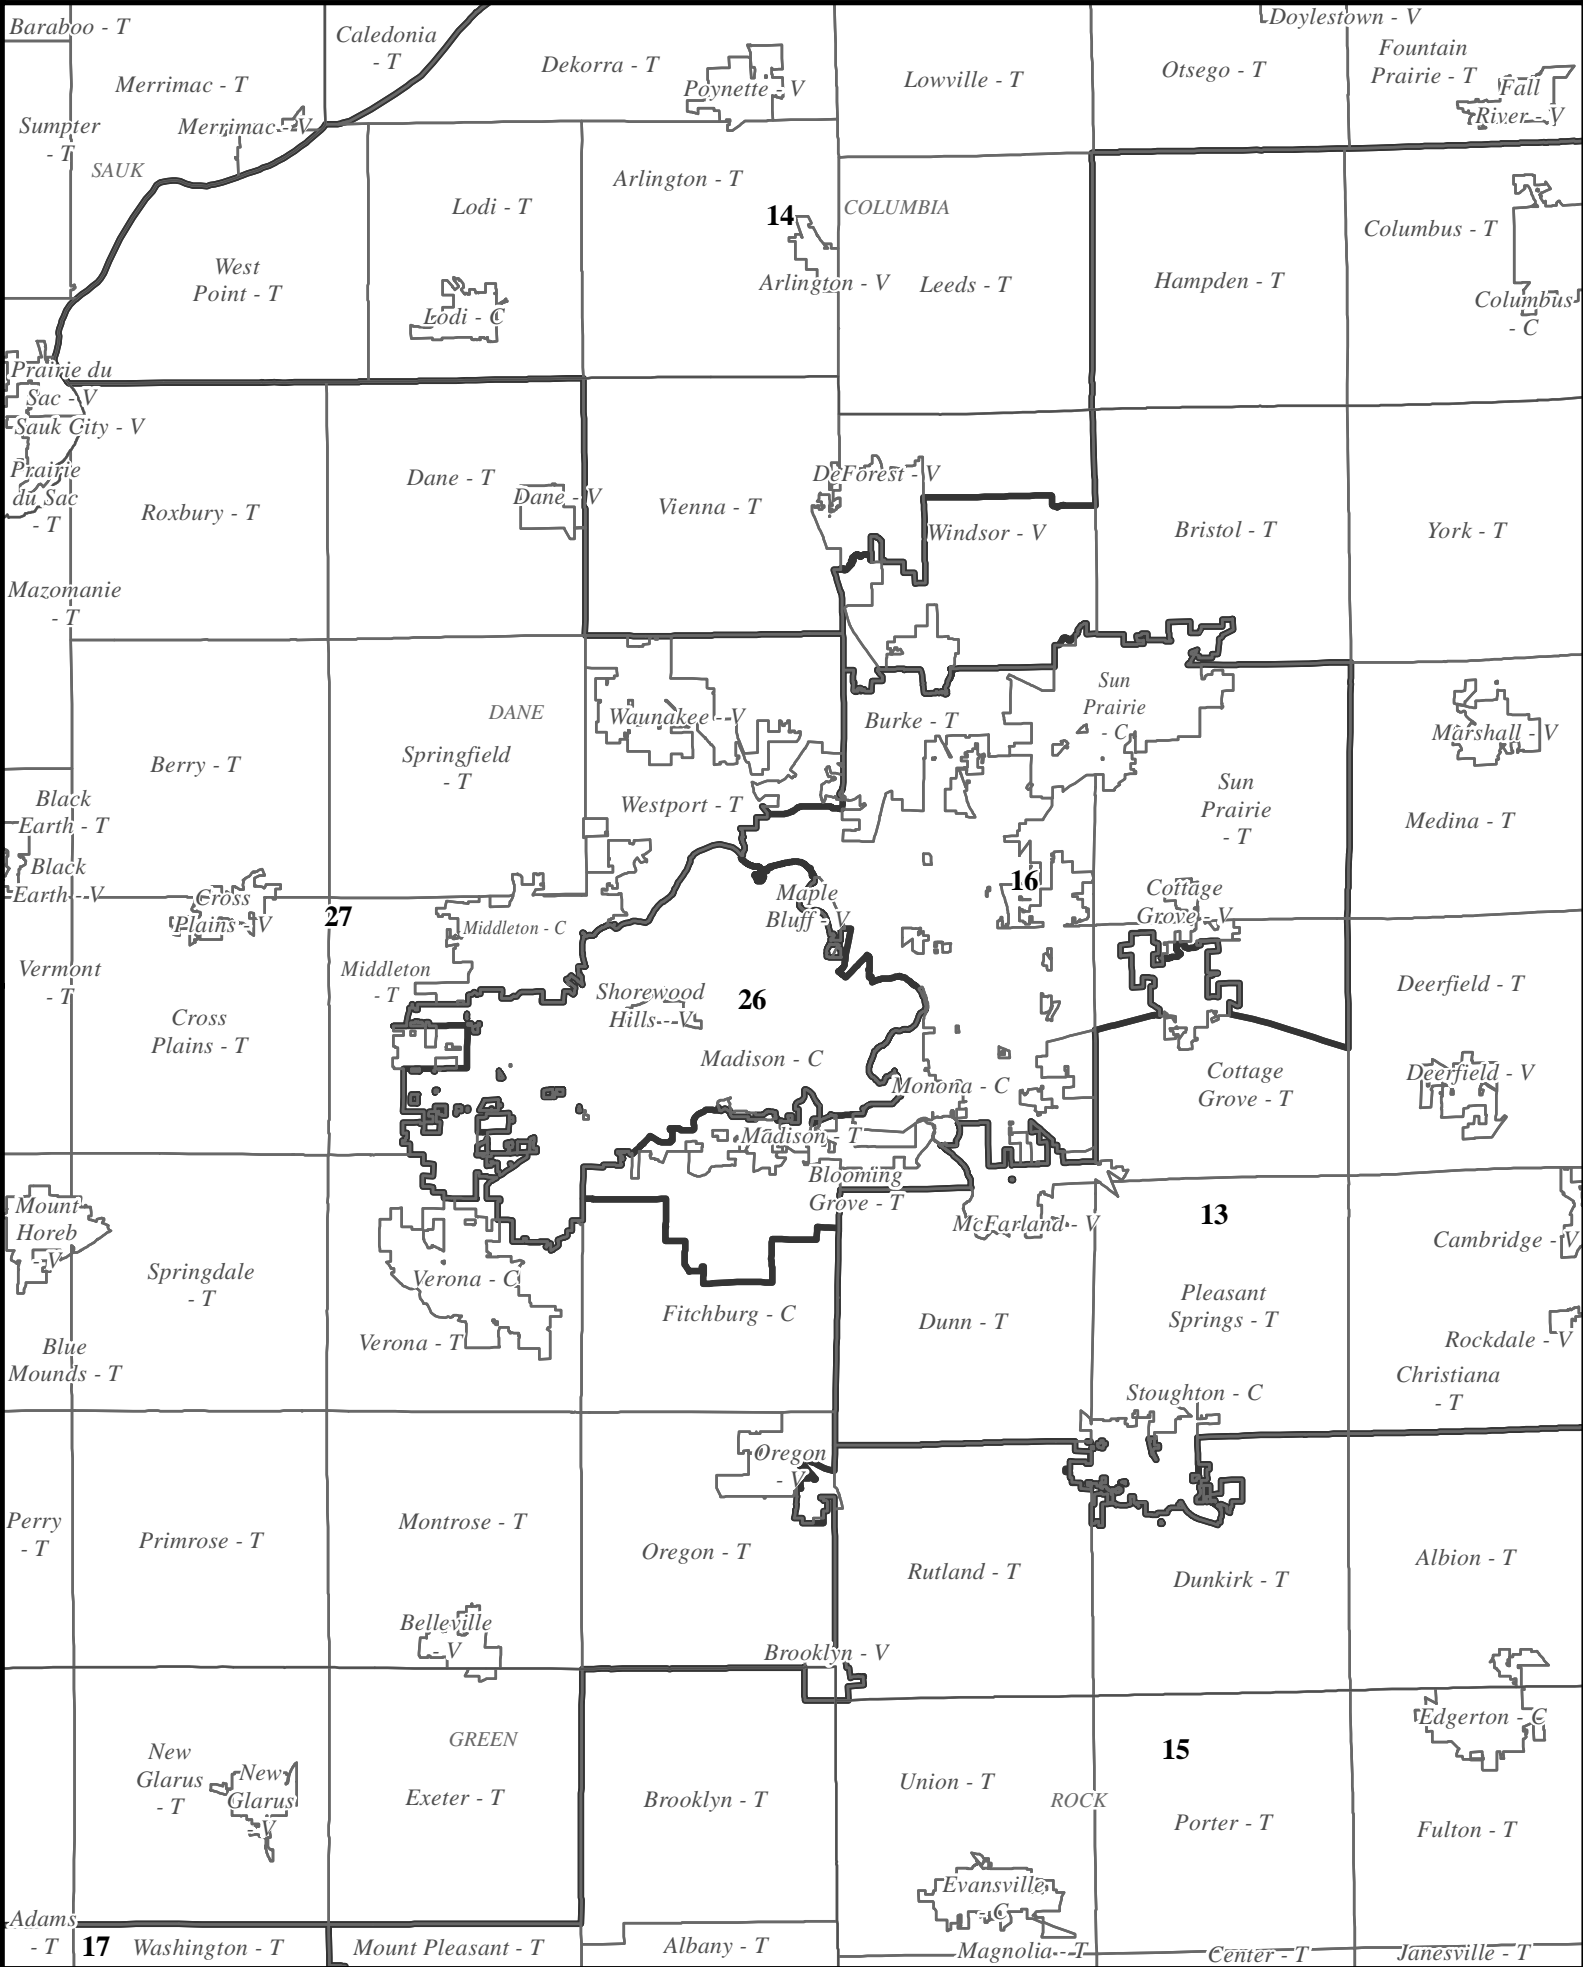 Baraboo - T
Caledonia
- T
Dekorra - T
Poynette - V
Lowville - T
Otsego - T
Doylestown - V
Fountain
Prairie - T
Fall
River - V
Merrimac - T
Merrimac - V
Sumpter
- T
SAUK
Arlington - T
14
COLUMBIA
Lodi - T
Columbus - T
West
Point - T
Arlington - V
Leeds - T
Hampden - T
Columbus
- C
Lodi - C
Prairie du
Sac - V
Sauk City - V
Prairie
du Sac
- T
Roxbury - T
Dane - T
Dane - V
Vienna - T
DeForest - V
Windsor - V
Bristol - T
York - T
Mazomanie
- T
DANE
Waunakee - V
Burke - T
Sun
Prairie
- C
Marshall - V
Berry - T
Springfield
- T
Westport - T
Sun
Prairie
- T
Medina - T
Black
Earth - T
Black
Earth - V
Cross
Plains - V
27
Middleton - C
Maple
Bluff - V
16
Cottage
Grove - V
Vermont
- T
Middleton
- T
Shorewood
Hills - V
26
Deerfield - T
Cross
Plains - T
Madison - C
Monona - C
Cottage
Grove - T
Deerfield - V
Madison - T
Blooming
Grove - T
Mount
Horeb
- V
McFarland - V
13
Cambridge - V
Springdale
- T
Verona - C
Fitchburg - C
Dunn - T
Pleasant
Springs - T
Rockdale - V
Verona - T
Blue
Mounds - T
Christiana
- T
Stoughton - C
Oregon
- V
Perry
- T
Primrose - T
Montrose - T
Oregon - T
Rutland - T
Dunkirk - T
Albion - T
Belleville
- V
Brooklyn - V
GREEN
New
Glarus
- T
New
Glarus
- V
Exeter - T
Brooklyn - T
Union - T
15
ROCK
Porter - T
Edgerton - C
Fulton - T
Evansville
- C
Adams
- T
17
Washington - T
Mount Pleasant - T
Albany - T
Magnolia - T
Center - T
Janesville - T